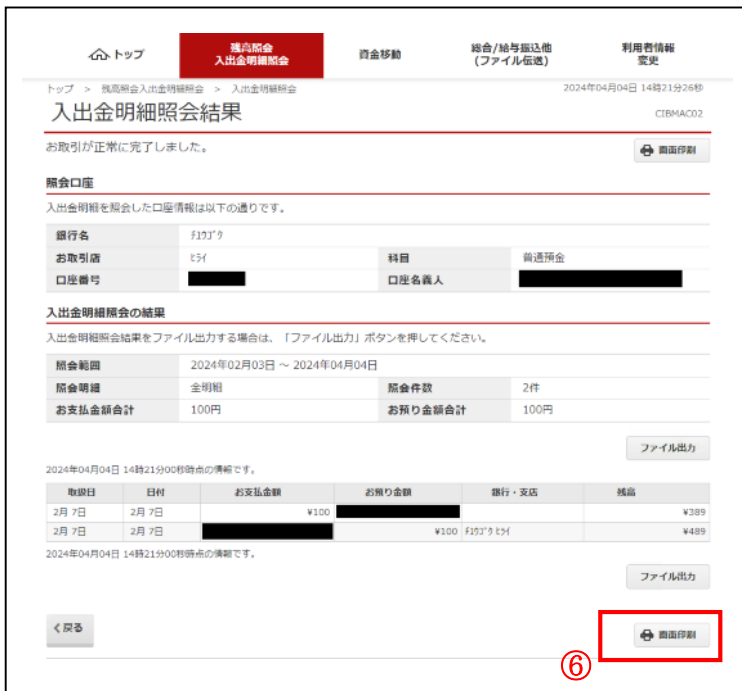 トップ
残高照会
入出金明細照会
資金移動
総合/給与振込他
(ファイル伝送)
利用者情報
変更
トップ > 残高照会入出金明細照会 > 入出金明細照会
2024年04月04日 14時21分26秒
入出金明細照会結果
CIBMAC02
お取引が正常に完了しました。
画面印刷
照会口座
入出金明細を照会した口座情報は以下の通りです。
銀行名 ﾁﾕｳｺﾞｸ
お取引店 ﾋﾗｲ 科目 普通預金
口座番号 口座名義人
入出金明細照会の結果
入出金明細照会結果をファイル出力する場合は、「ファイル出力」ボタンを押してください。
照会範囲 2024年02月03日 ～ 2024年04月04日
照会明細 全明細 照会件数 2件
お支払金額合計 100円 お預り金額合計 100円
ファイル出力
2024年04月04日 14時21分00秒時点の情報です。
取扱日 日付 お支払金額 お預り金額 銀行・支店 残高
2月 7日 2月 7日 ¥100 ¥389
2月 7日 2月 7日 ¥100 ﾁﾕｳｺﾞｸ ﾋﾗｲ ¥489
2024年04月04日 14時21分00秒時点の情報です。
ファイル出力
く戻る
画面印刷
⑥